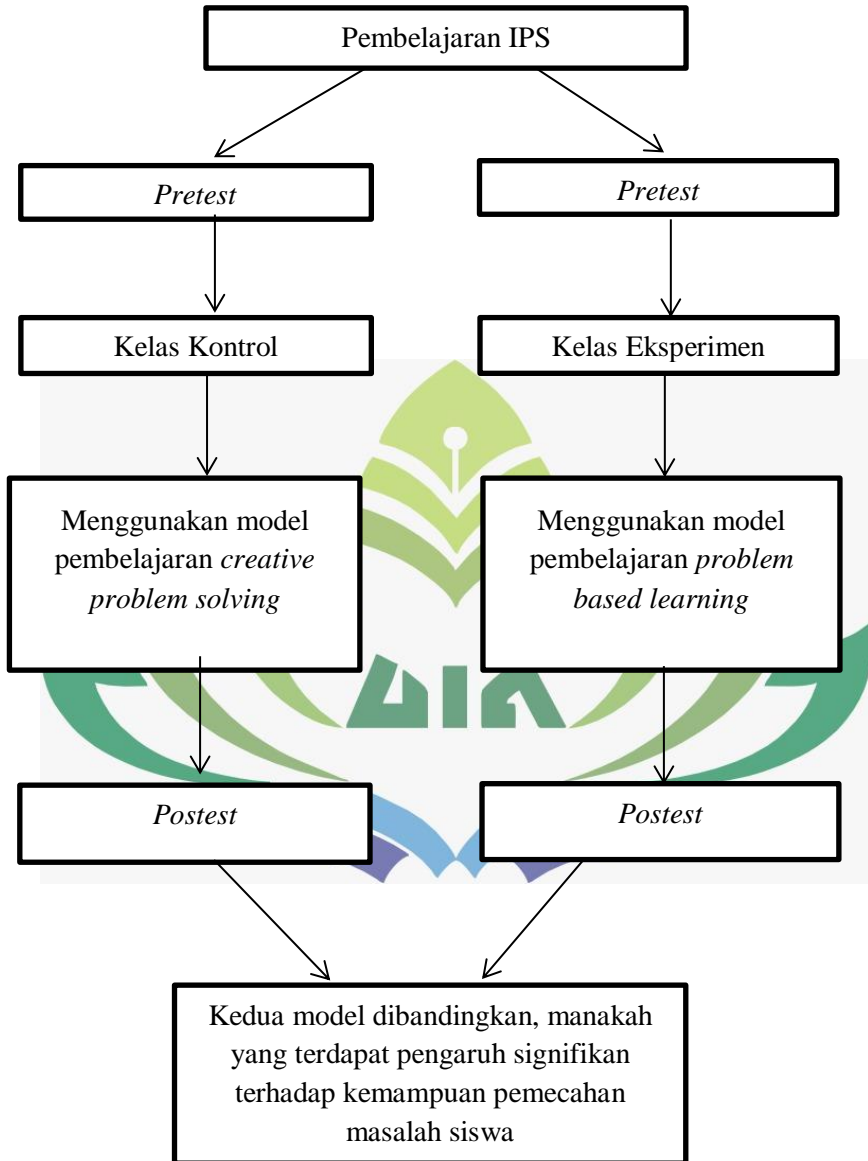 Pembelajaran IPS
Pretest
Pretest
Kelas Kontrol
Kelas Eksperimen
Menggunakan model
pembelajaran creative
problem solving
Menggunakan model
pembelajaran problem
based learning
Postest
Postest
Kedua model dibandingkan, manakah
yang terdapat pengaruh signifikan
terhadap kemampuan pemecahan
masalah siswa